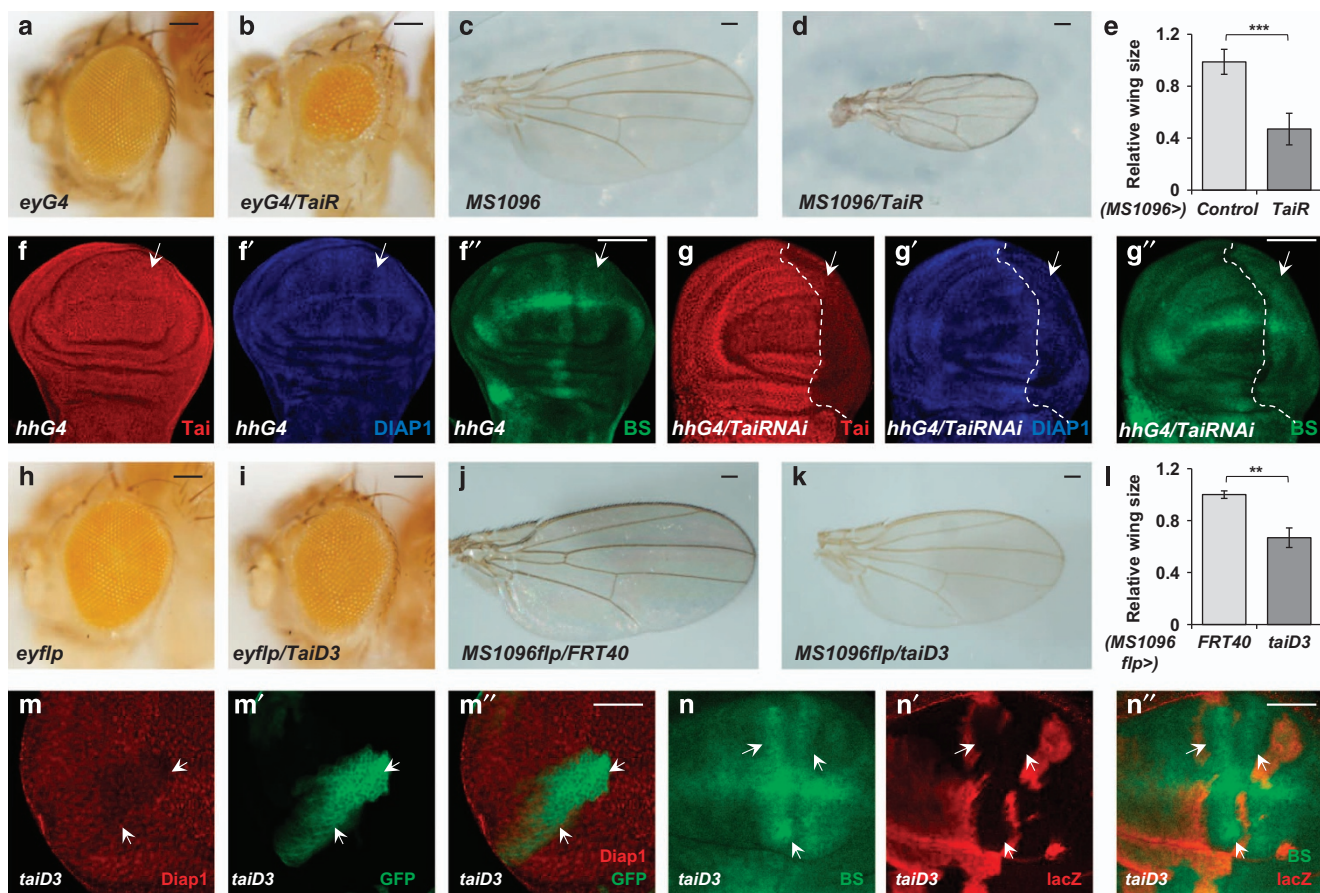 a
eyG4
b
eyG4/TaiR
c
MS1096
d
MS1096/TaiR
e
Relative wing size
1.2
0.8
0.4
0
***
(MS1096>) Control TaiR
f
hhG4 Tai
f′
hhG4 DIAP1
f′′
hhG4 BS
g
hhG4/TaiRNAi Tai
g′
hhG4/TaiRNAi DIAP1
g′′
hhG4/TaiRNAi BS
h
eyflp
i
eyflp/TaiD3
j
MS1096flp/FRT40
k
MS1096flp/taiD3
l
Relative wing size
1.2
0.8
0.4
0
**
(MS1096 flp>) FRT40 taiD3
m
taiD3 Diap1
m′
taiD3 GFP
m′′
Diap1
taiD3 GFP
n
taiD3 BS
n′
taiD3 lacZ
n′′
BS
taiD3 lacZ